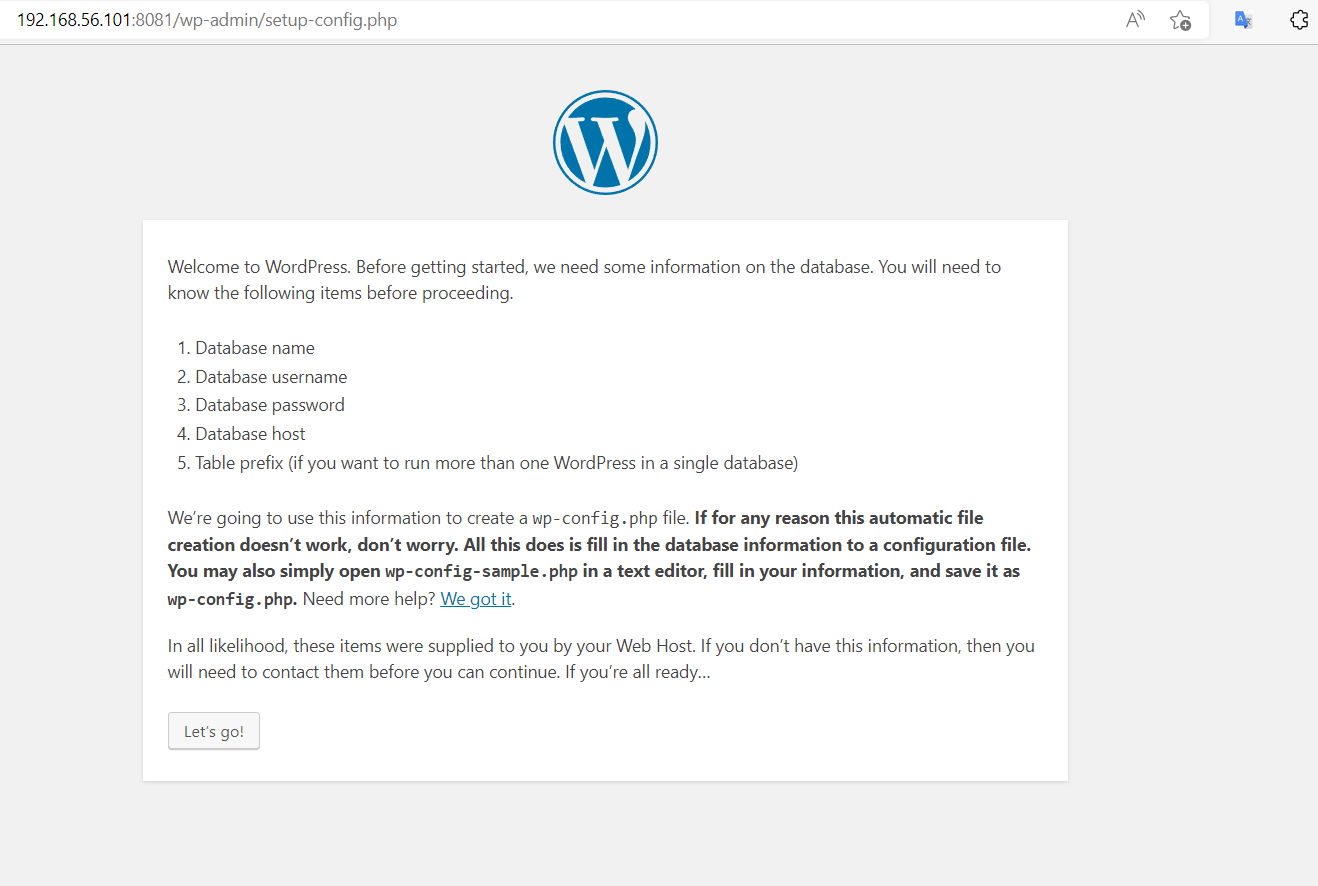 192.168.56.101:8081/wp-admin/setup-config.php
Welcome to WordPress. Before getting started, we need some information on the database. You will need to
know the following items before proceeding.
1. Database name
2. Database username
3. Database password
4. Database host
5. Table prefix (if you want to run more than one WordPress in a single database)
We’re going to use this information to create a wp-config.php file. If for any reason this automatic file
creation doesn’t work, don’t worry. All this does is fill in the database information to a configuration file.
You may also simply open wp-config-sample.php in a text editor, fill in your information, and save it as
wp-config.php. Need more help? We got it.
In all likelihood, these items were supplied to you by your Web Host. If you don’t have this information, then you
will need to contact them before you can continue. If you’re all ready…
Let’s go!